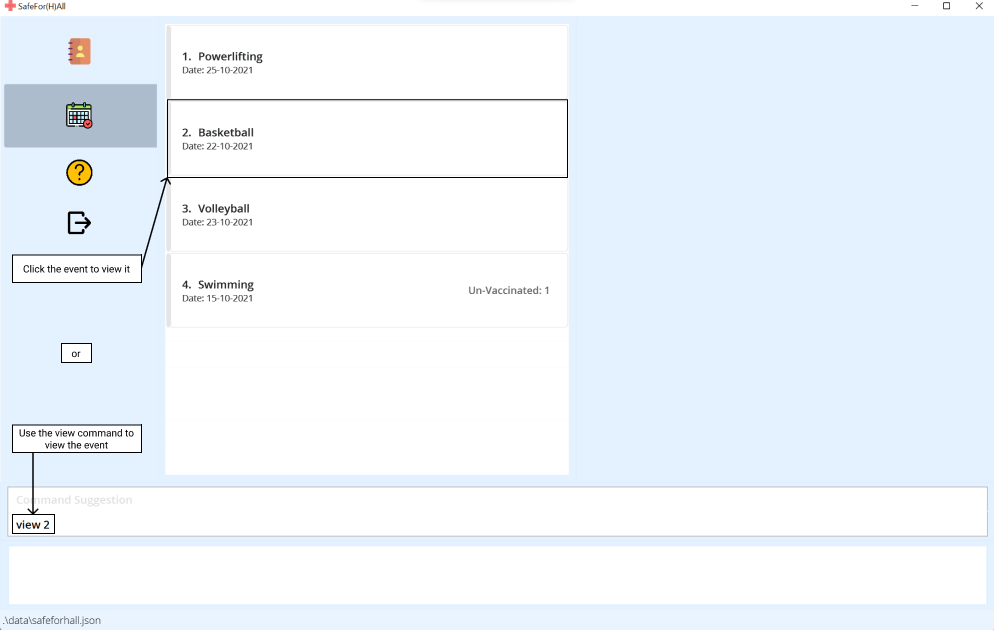 SafeFor(H)All
1. Powerlifting
Date: 25-10-2021
2. Basketball
Date: 22-10-2021
3. Volleyball
Date: 23-10-2021
Click the event to view it
4. Swimming
Date: 15-10-2021
Un-Vaccinated: 1
or
Use the view command to
view the event
Command Suggestion
view 2
.\data\safeforhall.json